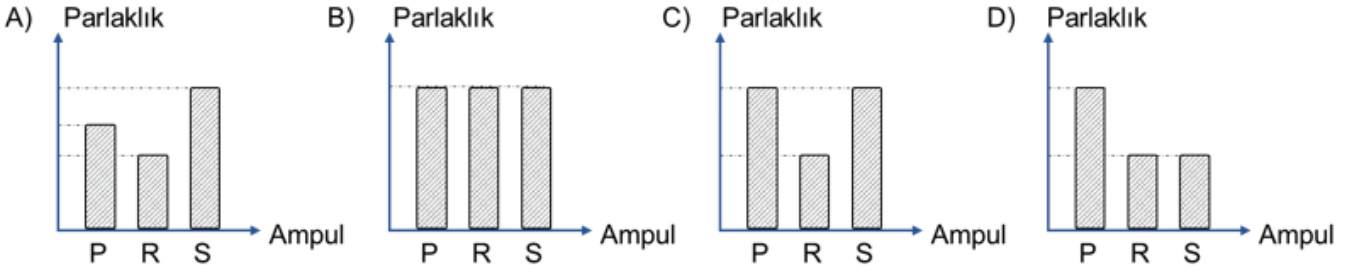 A) Parlaklık
Ampul
P R S
B) Parlaklık
Ampul
P R S
C) Parlaklık
Ampul
P R S
D) Parlaklık
Ampul
P R S